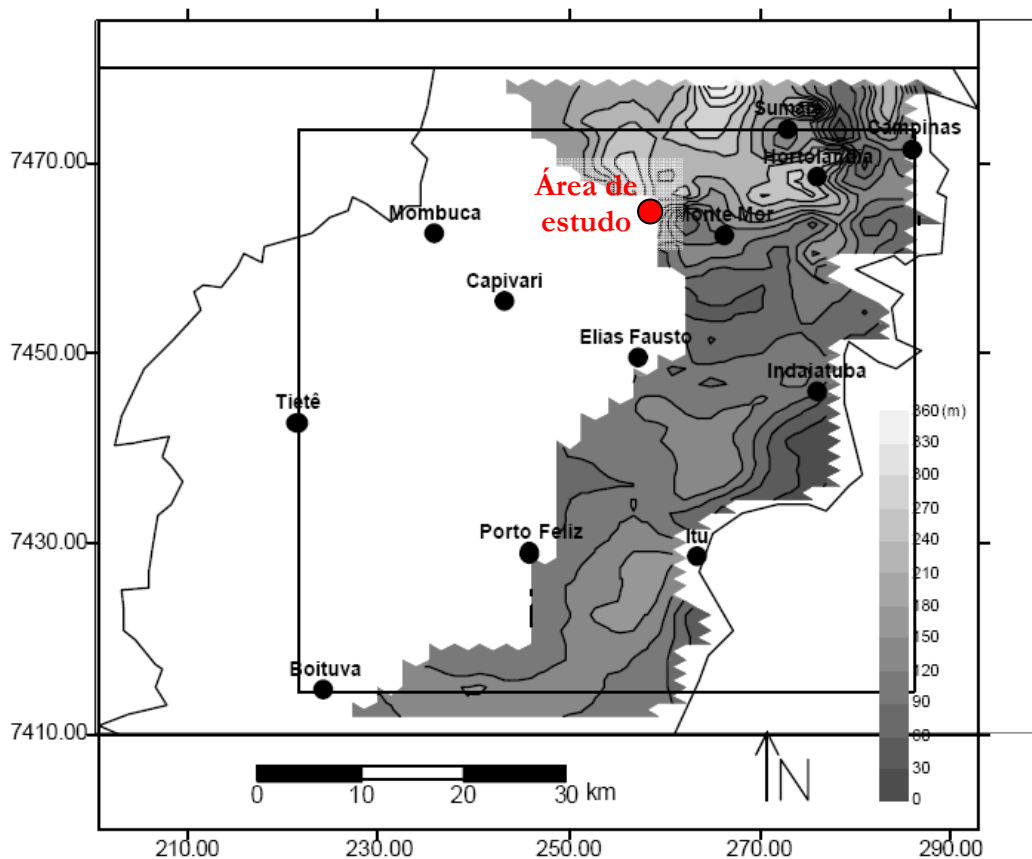 Sumaré
Campinas
7470.00
Hortolandia
Área de
estudo
Mombuca
Monte Mor
Capivari
7450.00
Elias Fausto
Indaiatuba
Tietê
360 (m)
330
300
270
240
210
180
150
120
90
60
30
0
7430.00
Porto Feliz
Itu
Boituva
7410.00
0 10 20 30 km
N
210.00 230.00 250.00 270.00 290.00